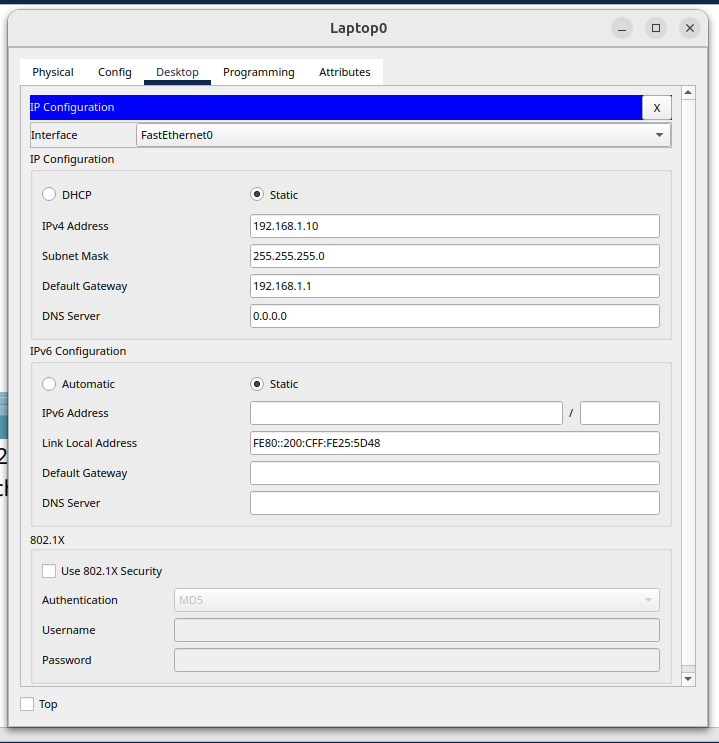 Laptop0
Physical Config Desktop Programming Attributes
IP Configuration X
Interface FastEthernet0
IP Configuration
DHCP Static
IPv4 Address 192.168.1.10
Subnet Mask 255.255.255.0
Default Gateway 192.168.1.1
DNS Server 0.0.0.0
IPv6 Configuration
Automatic Static
IPv6 Address /
Link Local Address FE80::200:CFF:FE25:5D48
Default Gateway
DNS Server
802.1X
Use 802.1X Security
Authentication MD5
Username
Password
Top